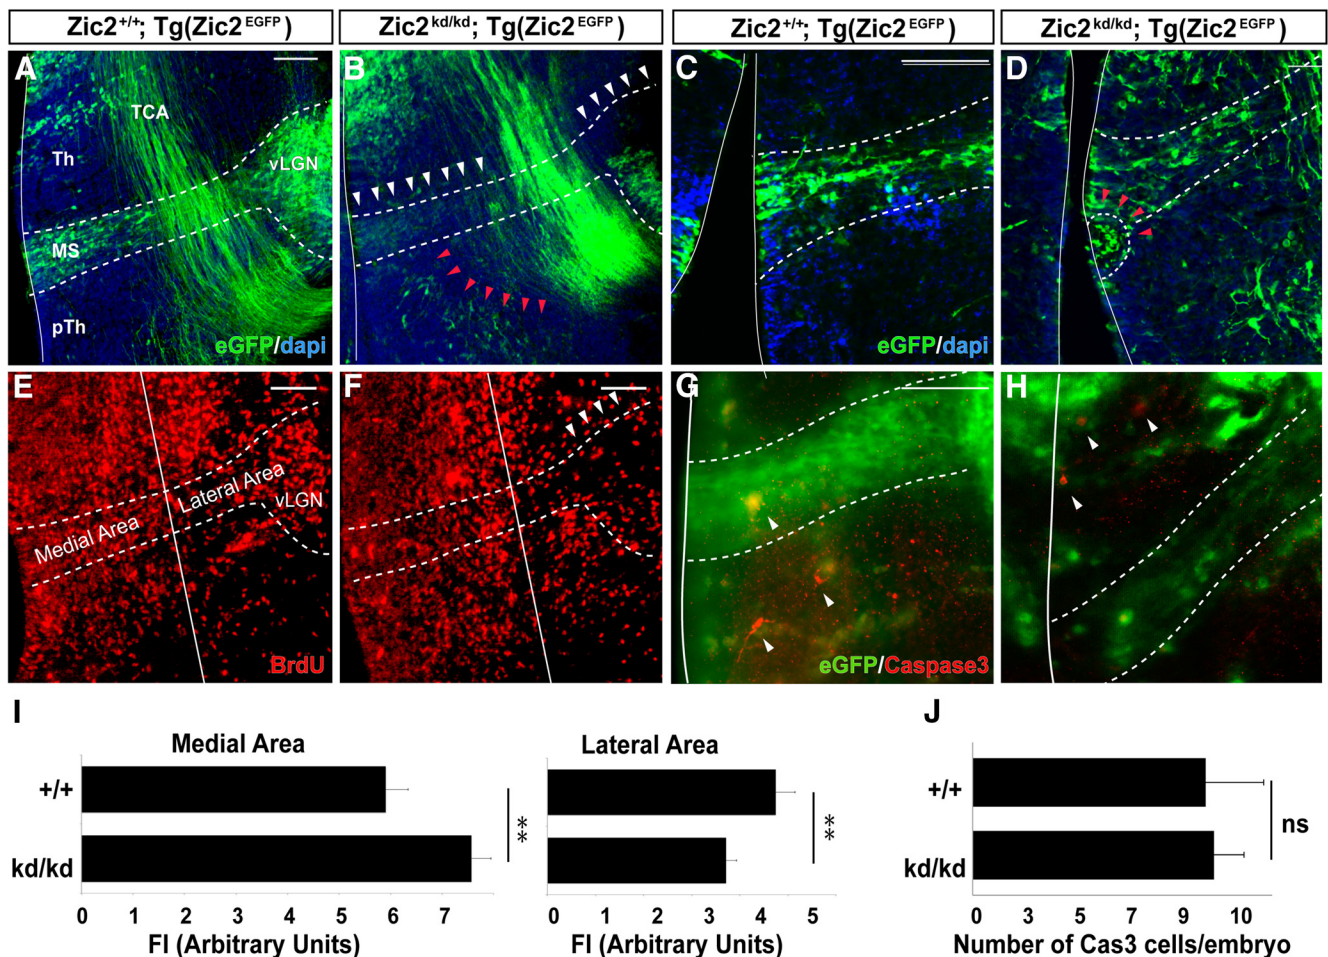 Zic2+/+; Tg(Zic2EGFP)
Zic2kd/kd; Tg(Zic2EGFP)
Zic2+/+; Tg(Zic2EGFP)
Zic2kd/kd; Tg(Zic2EGFP)
A
TCA
Th
vLGN
MS
pTh
eGFP/dapi
B
C
eGFP/dapi
D
E
Medial Area
Lateral Area
vLGN
BrdU
F
G
eGFP/Caspase3
H
I
Medial Area
+/+
kd/kd
**
0 1 2 3 4 5 6 7
FI (Arbitrary Units)
Lateral Area
**
0 1 2 3 4 5
FI (Arbitrary Units)
J
+/+
kd/kd
ns
0 3 5 7 9 10
Number of Cas3 cells/embryo